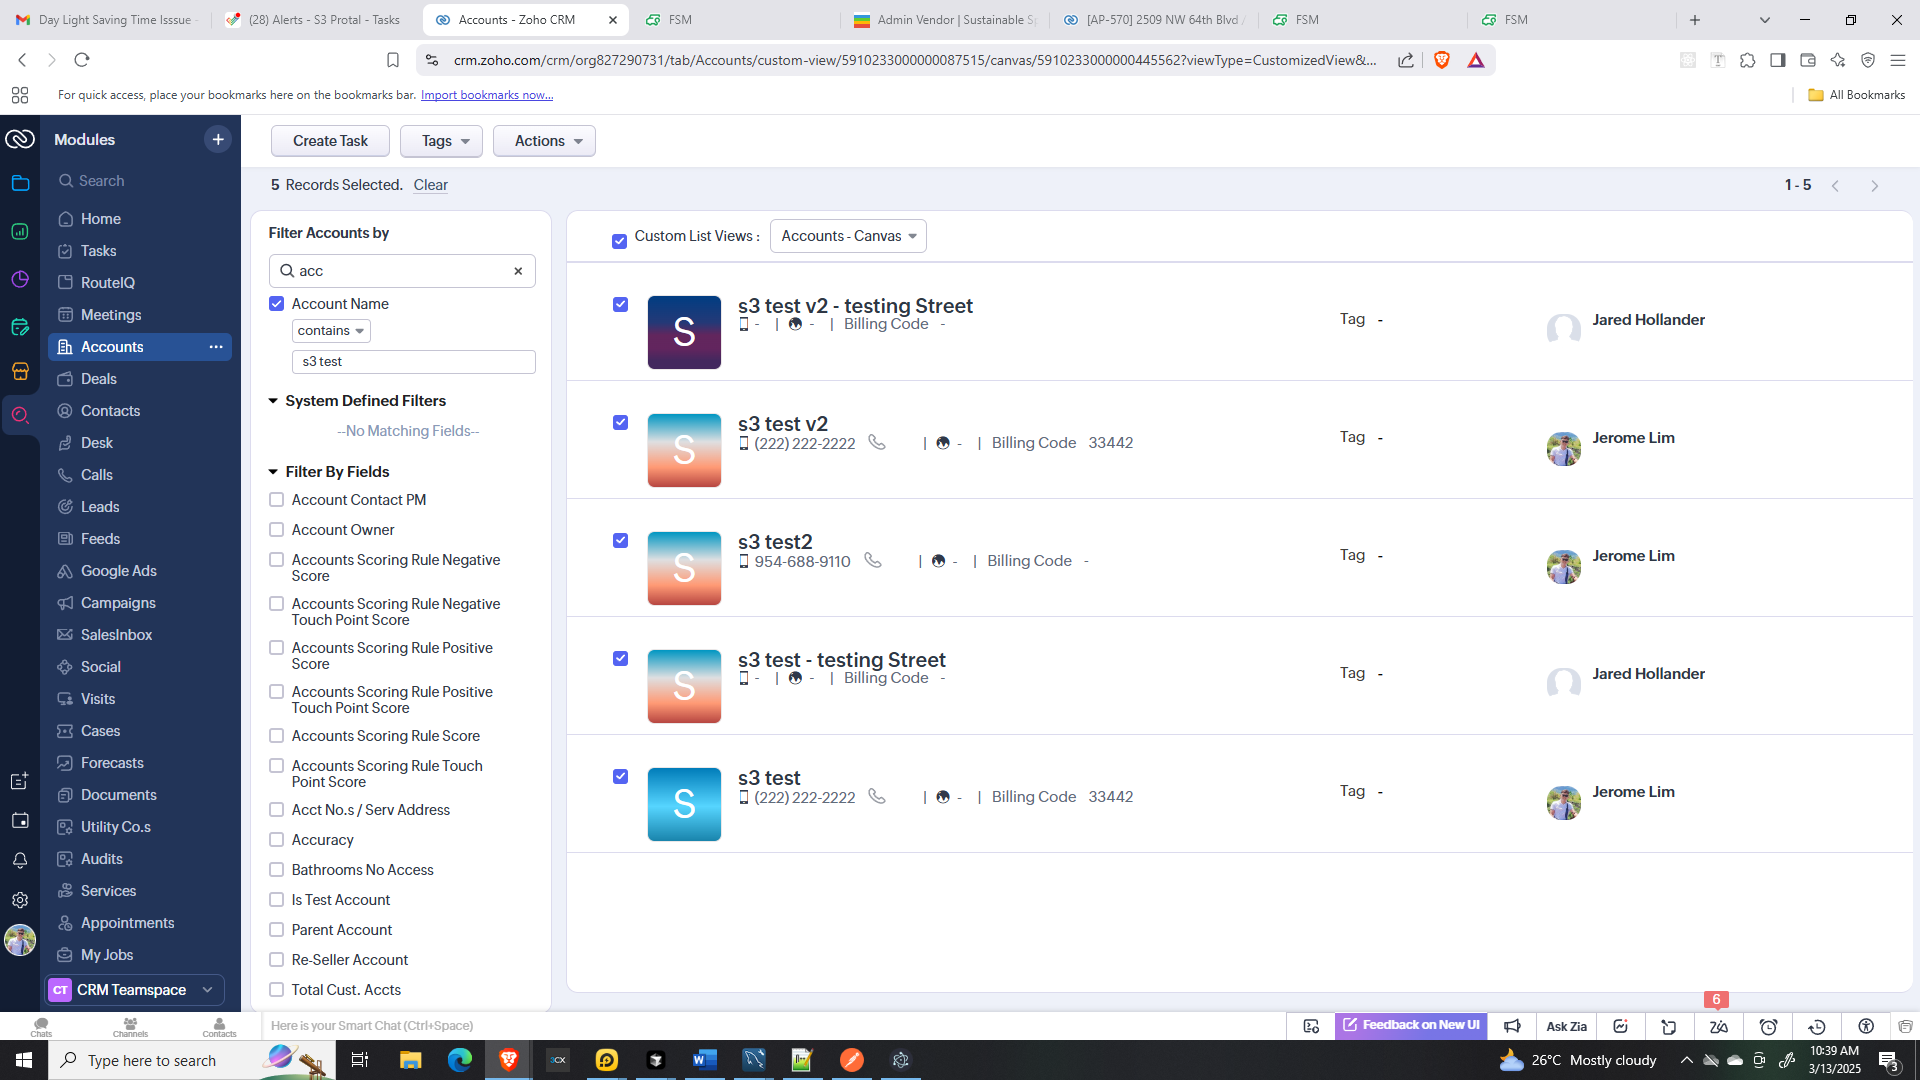 Day Light Saving Time Isssue
(28) Alerts - S3 Protal - Tasks
Accounts - Zoho CRM
FSM
Admin Vendor | Sustainable Sp
[AP-570] 2509 NW 64th Blvd
FSM
FSM
crm.zoho.com/crm/org827290731/tab/Accounts/custom-view/5910233000000087515/canvas/5910233000000445562?viewType=CustomizedView&...
For quick access, place your bookmarks here on the bookmarks bar. Import bookmarks now...
All Bookmarks
Modules
Search
Home
Tasks
RouteIQ
Meetings
Accounts
Deals
Contacts
Desk
Calls
Leads
Feeds
Google Ads
Campaigns
SalesInbox
Social
Visits
Cases
Forecasts
Documents
Utility Co.s
Audits
Services
Appointments
My Jobs
CT CRM Teamspace
Create Task
Tags
Actions
5 Records Selected. Clear
1 - 5
Filter Accounts by
acc
Account Name
contains
s3 test
System Defined Filters
--No Matching Fields--
Filter By Fields
Account Contact PM
Account Owner
Accounts Scoring Rule Negative
Score
Accounts Scoring Rule Negative
Touch Point Score
Accounts Scoring Rule Positive
Score
Accounts Scoring Rule Positive
Touch Point Score
Accounts Scoring Rule Score
Accounts Scoring Rule Touch
Point Score
Acct No.s / Serv Address
Accuracy
Bathrooms No Access
Is Test Account
Parent Account
Re-Seller Account
Total Cust. Accts
Custom List Views : Accounts - Canvas
S
s3 test v2 - testing Street
- | - | Billing Code -
Tag -
Jared Hollander
S
s3 test v2
(222) 222-2222 | - | Billing Code 33442
Tag -
Jerome Lim
S
s3 test2
954-688-9110 | - | Billing Code -
Tag -
Jerome Lim
S
s3 test - testing Street
- | - | Billing Code -
Tag -
Jared Hollander
S
s3 test
(222) 222-2222 | - | Billing Code 33442
Tag -
Jerome Lim
Chats
Channels
Contacts
Here is your Smart Chat (Ctrl+Space)
Feedback on New UI
Ask Zia
6
Type here to search
26°C Mostly cloudy
10:39 AM
3/13/2025
3